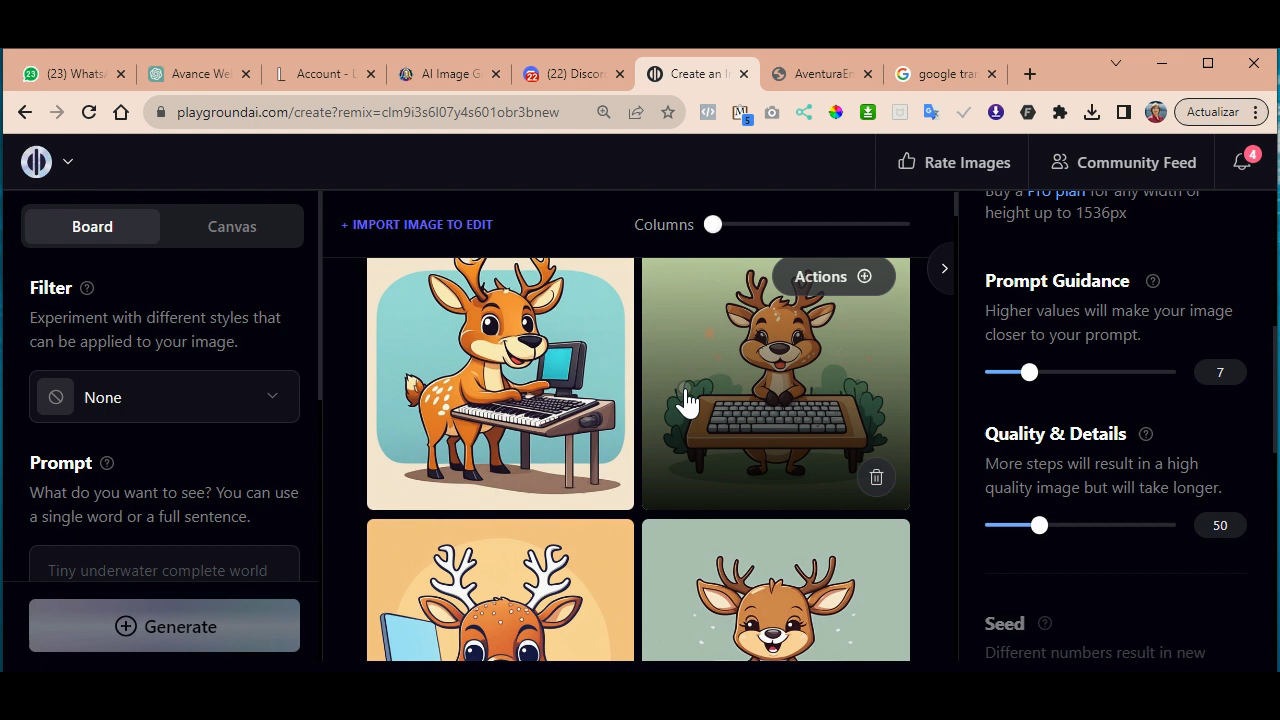 (23) Whats
Avance We
Account - L
AI Image G
(22) Discor
Create an I
AventuraEn
google tra
playgroundai.com/create?remix=clm9i3s6l07y4s601obr3bnew
5
Actualizar
Rate Images
Community Feed
4
Board
Canvas
+ IMPORT IMAGE TO EDIT
Columns
Buy a Pro plan for any width or
height up to 1536px
Filter
Experiment with different styles that
can be applied to your image.
None
Actions
Prompt Guidance
Higher values will make your image
closer to your prompt.
7
Prompt
What do you want to see? You can use
a single word or a full sentence.
Tiny underwater complete world
Quality & Details
More steps will result in a high
quality image but will take longer.
50
Generate
Seed
Different numbers result in new